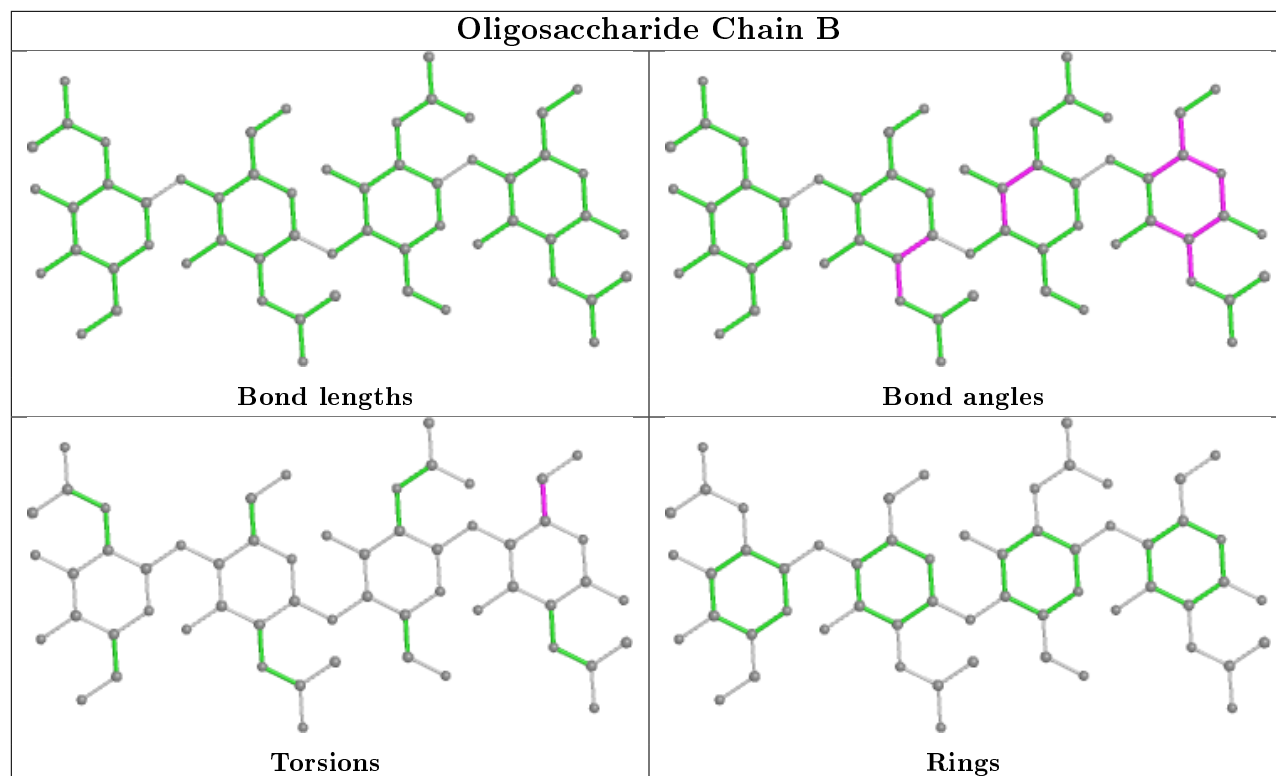 Oligosaccharide Chain B
Bond lengths
Bond angles
Torsions
Rings